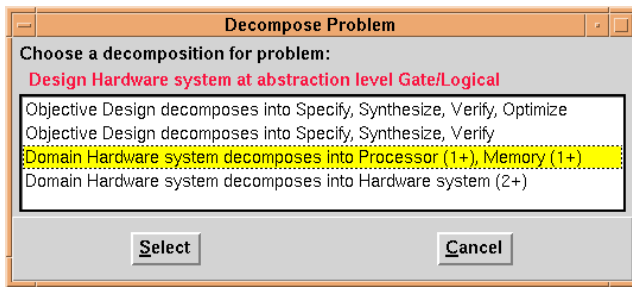 Decompose Problem
Choose a decomposition for problem:
Design Hardware system at abstraction level Gate/Logical
Objective Design decomposes into Specify, Synthesize, Verify, Optimize
Objective Design decomposes into Specify, Synthesize, Verify
Domain Hardware system decomposes into Processor (1+), Memory (1+)
Domain Hardware system decomposes into Hardware system (2+)
Select Cancel